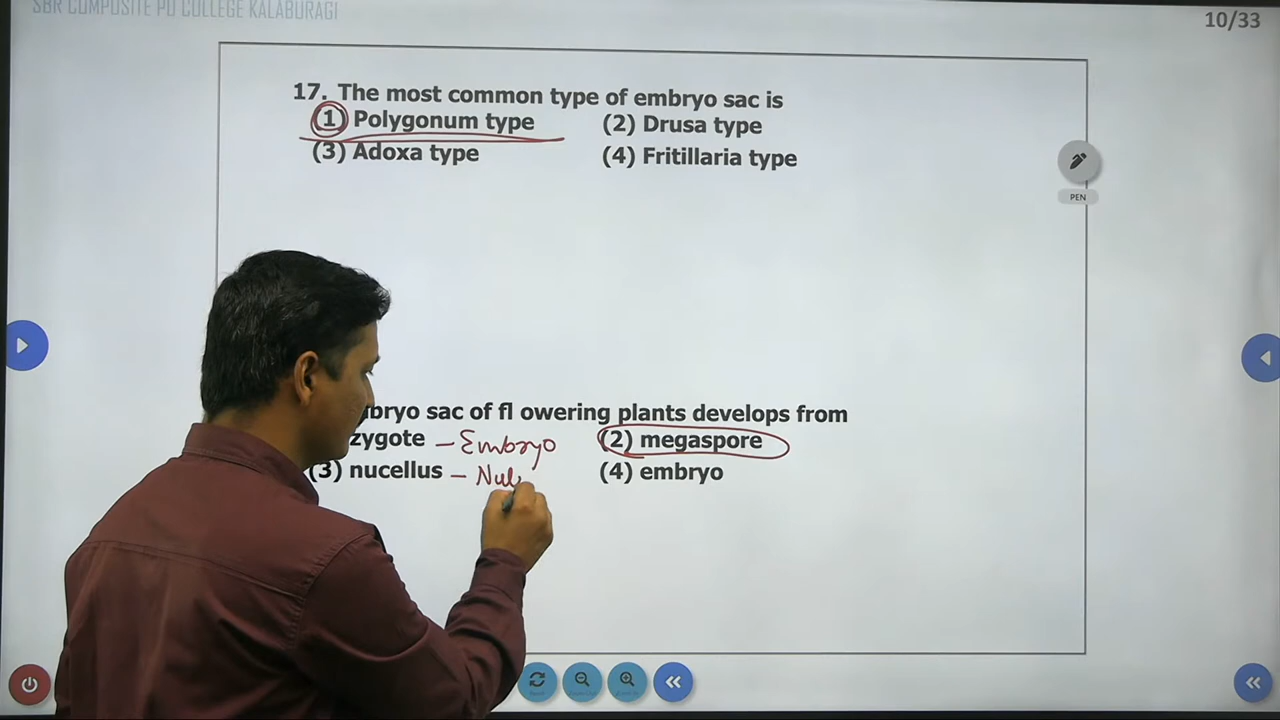 SBR COMPOSITE PU COLLEGE KALABURAGI
10/33
17. The most common type of embryo sac is
(1) Polygonum type (2) Drusa type
(3) Adoxa type (4) Fritillaria type
PEN
sac of fl owering plants develops from
zygote – Embryo (2) megaspore
(3) nucellus – Nul
(4) embryo